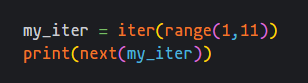 my_iter = iter(range(1,11))
print(next(my_iter))